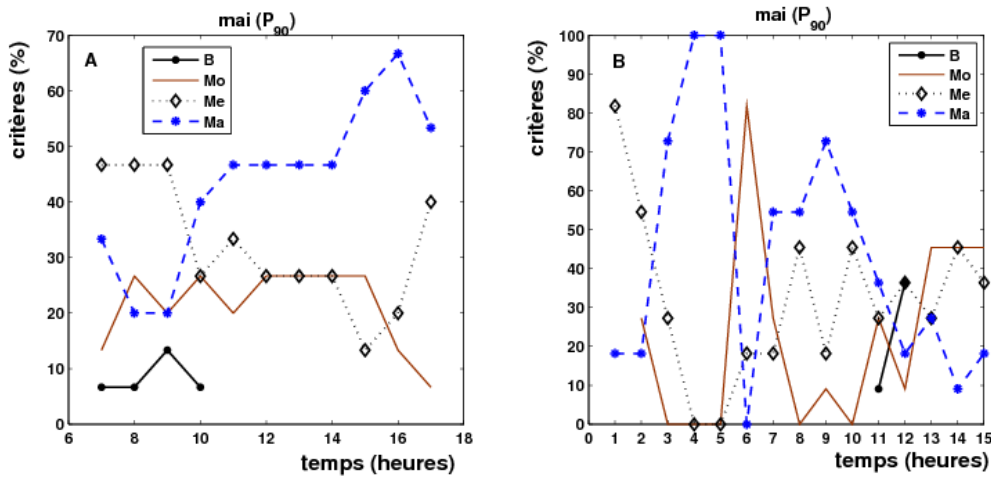 mai (P90)
A
B
Mo
Me
Ma
critères (%)
70
60
50
40
30
20
10
0
6
8
10
12
14
16
18
temps (heures)
mai (P90)
B
B
Mo
Me
Ma
critères (%)
100
90
80
70
60
50
40
30
20
10
0
0 1 2 3 4 5 6 7 8 9 10 11 12 13 14 15
temps (heures)